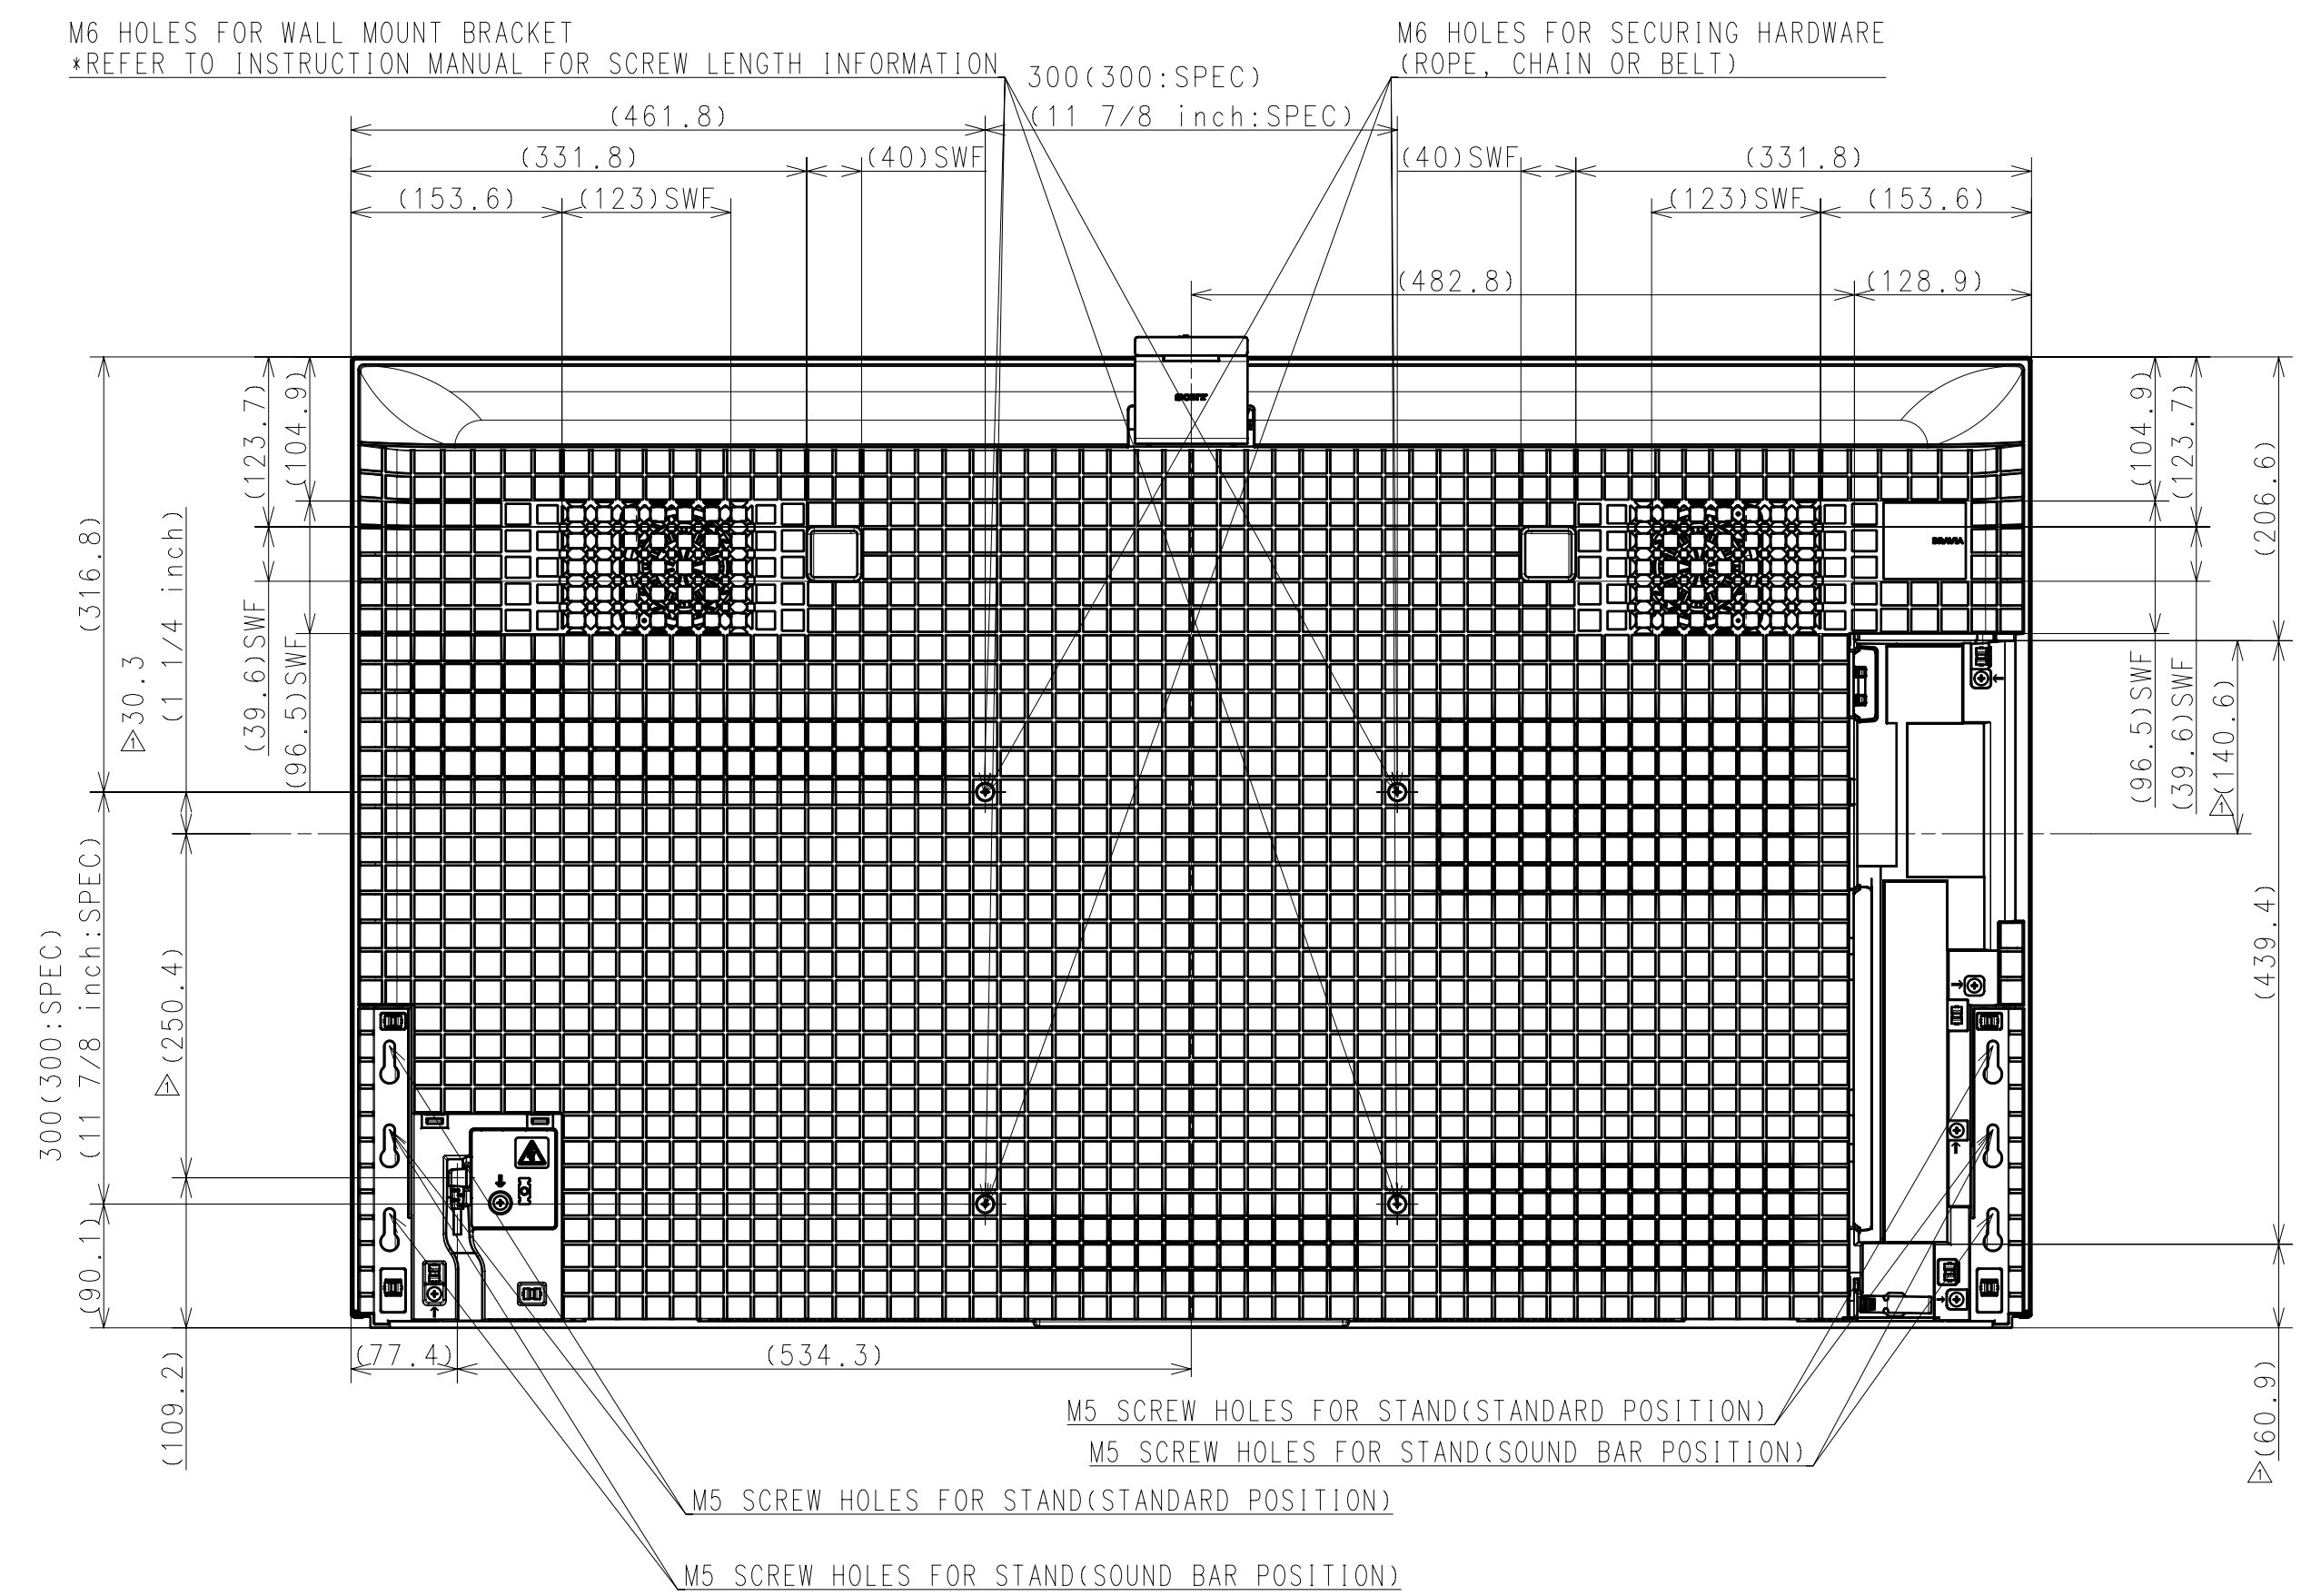 M6 HOLES FOR WALL MOUNT BRACKET
*REFER TO INSTRUCTION MANUAL FOR SCREW LENGTH INFORMATION
M6 HOLES FOR SECURING HARDWARE
(ROPE, CHAIN OR BELT)
300(300:SPEC)
(11 7/8 inch:SPEC)
(461.8)
(331.8)
(40)SWF
(40)SWF
(331.8)
(153.6)
(123)SWF
(123)SWF
(153.6)
(482.8)
(128.9)
(316.8)
1 30.3
(1 1/4 inch)
(123.7)
(104.9)
(39.6)SWF
(96.5)SWF
300(300:SPEC)
(11 7/8 inch:SPEC)
1 (250.4)
(90.1)
(109.2)
BRAVIA
(104.9)
(123.7)
(206.6)
(96.5)SWF
(39.6)SWF
1 (140.6)
(439.4)
1 (60.9)
(77.4)
(534.3)
M5 SCREW HOLES FOR STAND(STANDARD POSITION)
M5 SCREW HOLES FOR STAND(SOUND BAR POSITION)
M5 SCREW HOLES FOR STAND(STANDARD POSITION)
M5 SCREW HOLES FOR STAND(SOUND BAR POSITION)